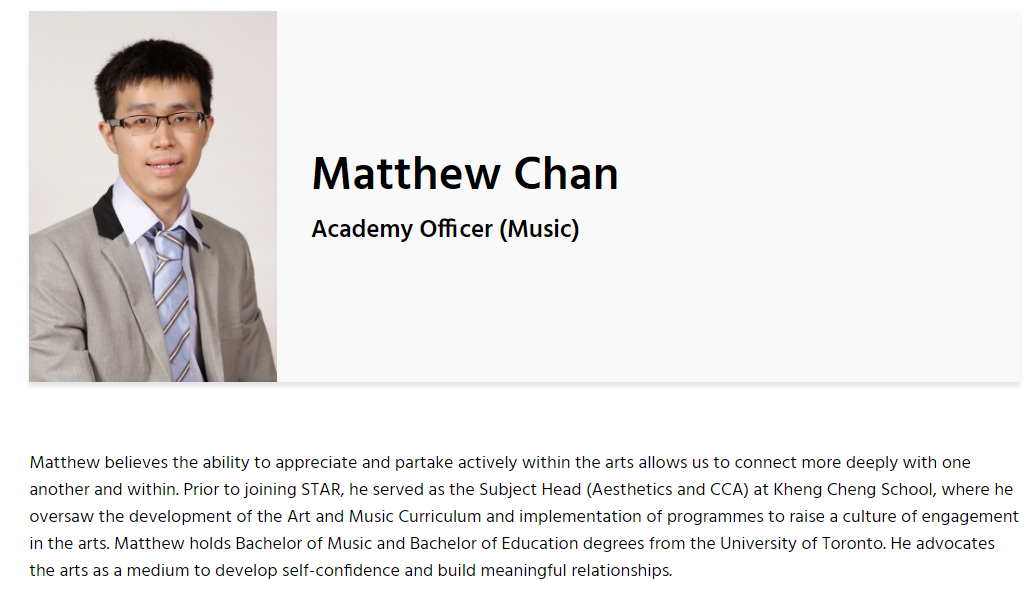 Matthew Chan
Academy Officer (Music)
Matthew believes the ability to appreciate and partake actively within the arts allows us to connect more deeply with one
another and within. Prior to joining STAR, he served as the Subject Head (Aesthetics and CCA) at Kheng Cheng School, where he
oversaw the development of the Art and Music Curriculum and implementation of programmes to raise a culture of engagement
in the arts. Matthew holds Bachelor of Music and Bachelor of Education degrees from the University of Toronto. He advocates
the arts as a medium to develop self-confidence and build meaningful relationships.